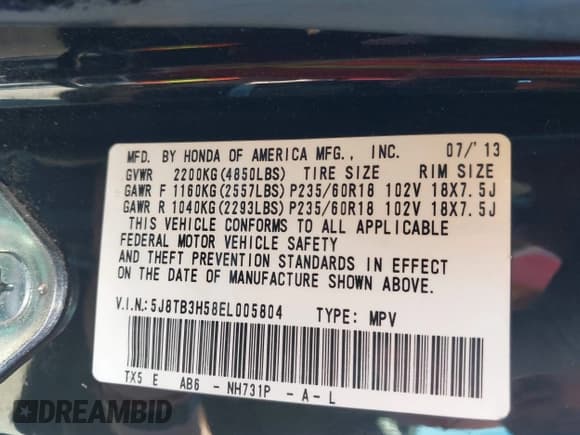 MFD. BY HONDA OF AMERICA MFG., INC. 07/'13
GVWR 2200KG(4850LBS) TIRE SIZE RIM SIZE
GAWR F 1160KG(2557LBS) P235/60R18 102V 18X7.5J
GAWR R 1040KG(2293LBS) P235/60R18 102V 18X7.5J
THIS VEHICLE CONFORMS TO ALL APPLICABLE
FEDERAL MOTOR VEHICLE SAFETY
AND THEFT PREVENTION STANDARDS IN EFFECT
ON THE DATE OF MANUFACTURE SHOWN ABOVE.
V.I.N.:5J8TB3H58EL005804 TYPE: MPV
TX5 E AB6 -NH731P -A-L
DREAMBID